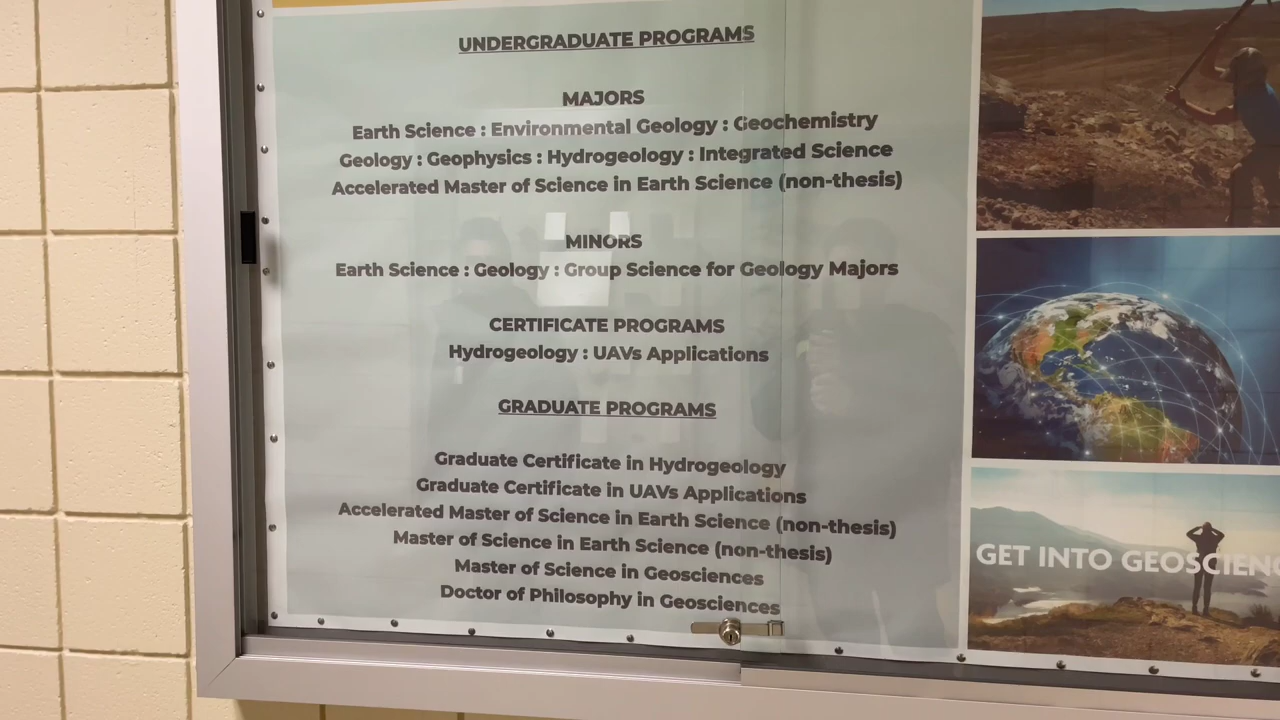 UNDERGRADUATE PROGRAMS
MAJORS
Earth Science : Environmental Geology : Geochemistry
Geology : Geophysics : Hydrogeology : Integrated Science
Accelerated Master of Science in Earth Science (non-thesis)
MINORS
Earth Science : Geology : Group Science for Geology Majors
CERTIFICATE PROGRAMS
Hydrogeology : UAVs Applications
GRADUATE PROGRAMS
Graduate Certificate in Hydrogeology
Graduate Certificate in UAVs Applications
Accelerated Master of Science in Earth Science (non-thesis)
Master of Science in Earth Science (non-thesis)
Master of Science in Geosciences
Doctor of Philosophy in Geosciences
GET INTO GEOSCIENC